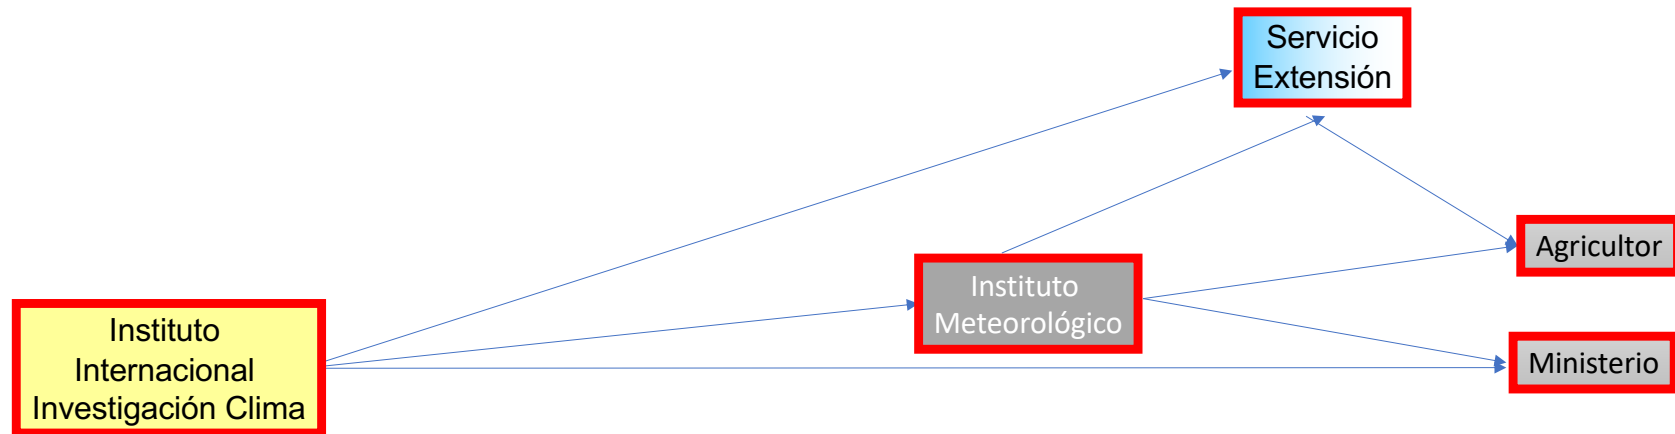 Servicio
Extensión
Agricultor
Instituto
Meteorológico
Instituto
Internacional
Investigación Clima
Ministerio